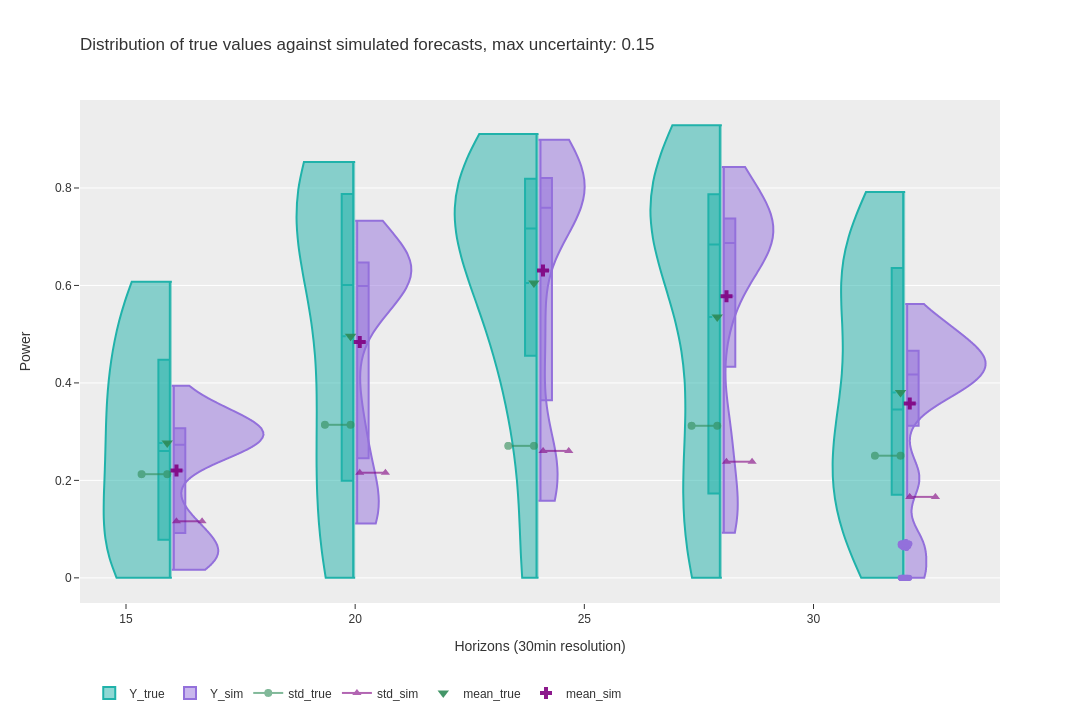 Distribution of true values against simulated forecasts, max uncertainty: 0.15
0.8
0.6
0.4
0.2
0
Power
15 20 25 30
Horizons (30min resolution)
Y_true Y_sim std_true std_sim mean_true mean_sim